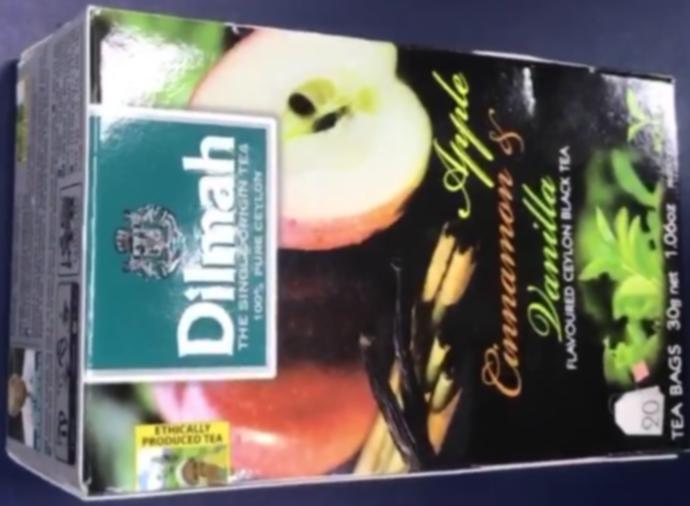 Dilmah
THE SINGLE ORIGIN TEA
100% PURE CEYLON
Apple
Cinnamon &
Vanilla
FLAVOURED CEYLON BLACK TEA
20
TEA BAGS 30g net 1.06oz
ETHICALLY
PRODUCED TEA